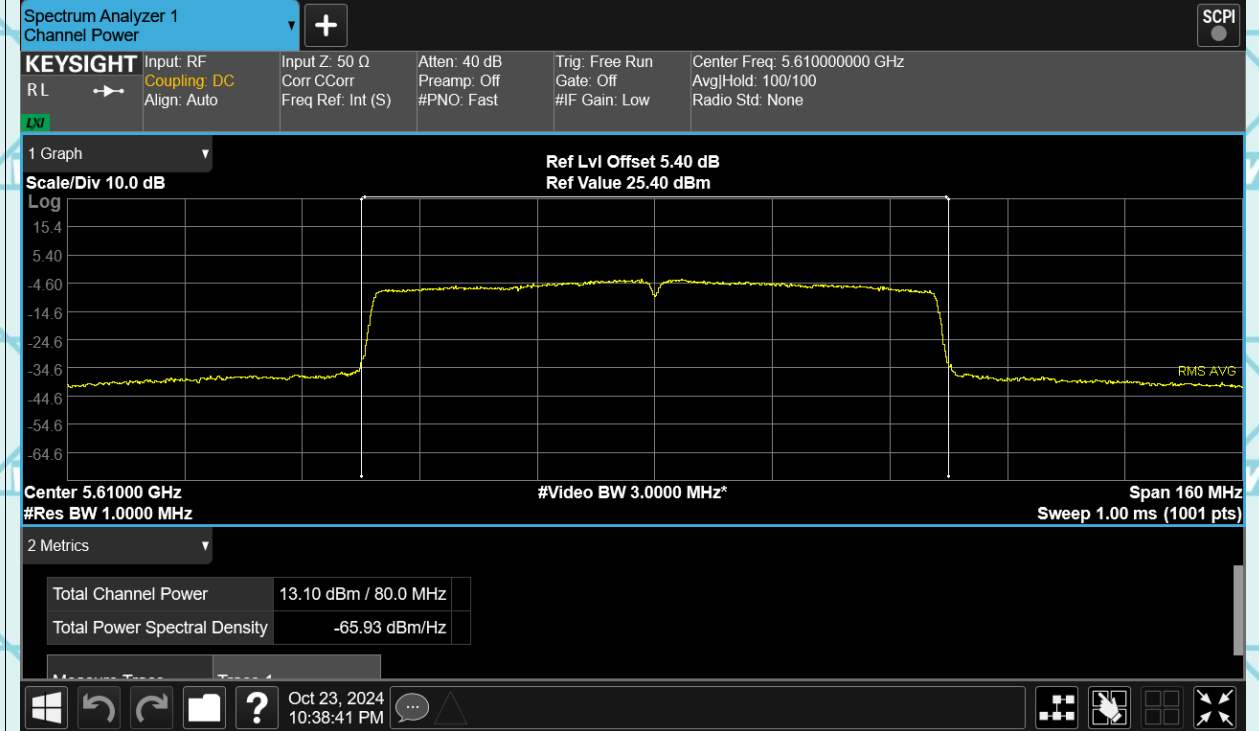 Spectrum Analyzer 1
Channel Power
SCPI
KEYSIGHT
R L
LXI
Input: RF
Coupling: DC
Align: Auto
Input Z: 50 Ω
Corr CCorr
Freq Ref: Int (S)
Atten: 40 dB
Preamp: Off
#PNO: Fast
Trig: Free Run
Gate: Off
#IF Gain: Low
Center Freq: 5.610000000 GHz
Avg|Hold: 100/100
Radio Std: None
1 Graph
Scale/Div 10.0 dB
Ref Lvl Offset 5.40 dB
Ref Value 25.40 dBm
Log
15.4
5.40
-4.60
-14.6
-24.6
-34.6
-44.6
-54.6
-64.6
RMS AVG
Center 5.61000 GHz
#Video BW 3.0000 MHz*
Span 160 MHz
#Res BW 1.0000 MHz
Sweep 1.00 ms (1001 pts)
2 Metrics
Total Channel Power 13.10 dBm / 80.0 MHz
Total Power Spectral Density -65.93 dBm/Hz
Measure Trace Trace 1
?
Oct 23, 2024
10:38:41 PM